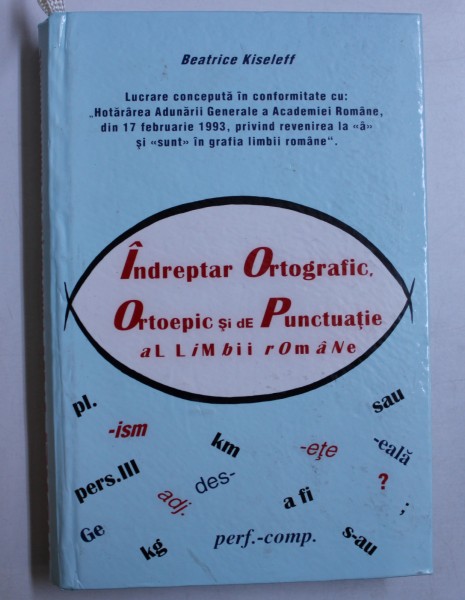 Beatrice Kiseleff
Lucrare concepută în conformitate cu:
„Hotărârea Adunării Generale a Academiei Române,
din 17 februarie 1993, privind revenirea la «â»
și «sunt» în grafia limbii române“.
Îndreptar Ortografic,
Ortoepic și dE Punctuație
aL LiMbii rOmâNe
pl.
sau
-ism
km
-ețe
-eală
pers.III
adj.
des-
a fi
?
;
Ge
kg
perf.-comp.
s-au